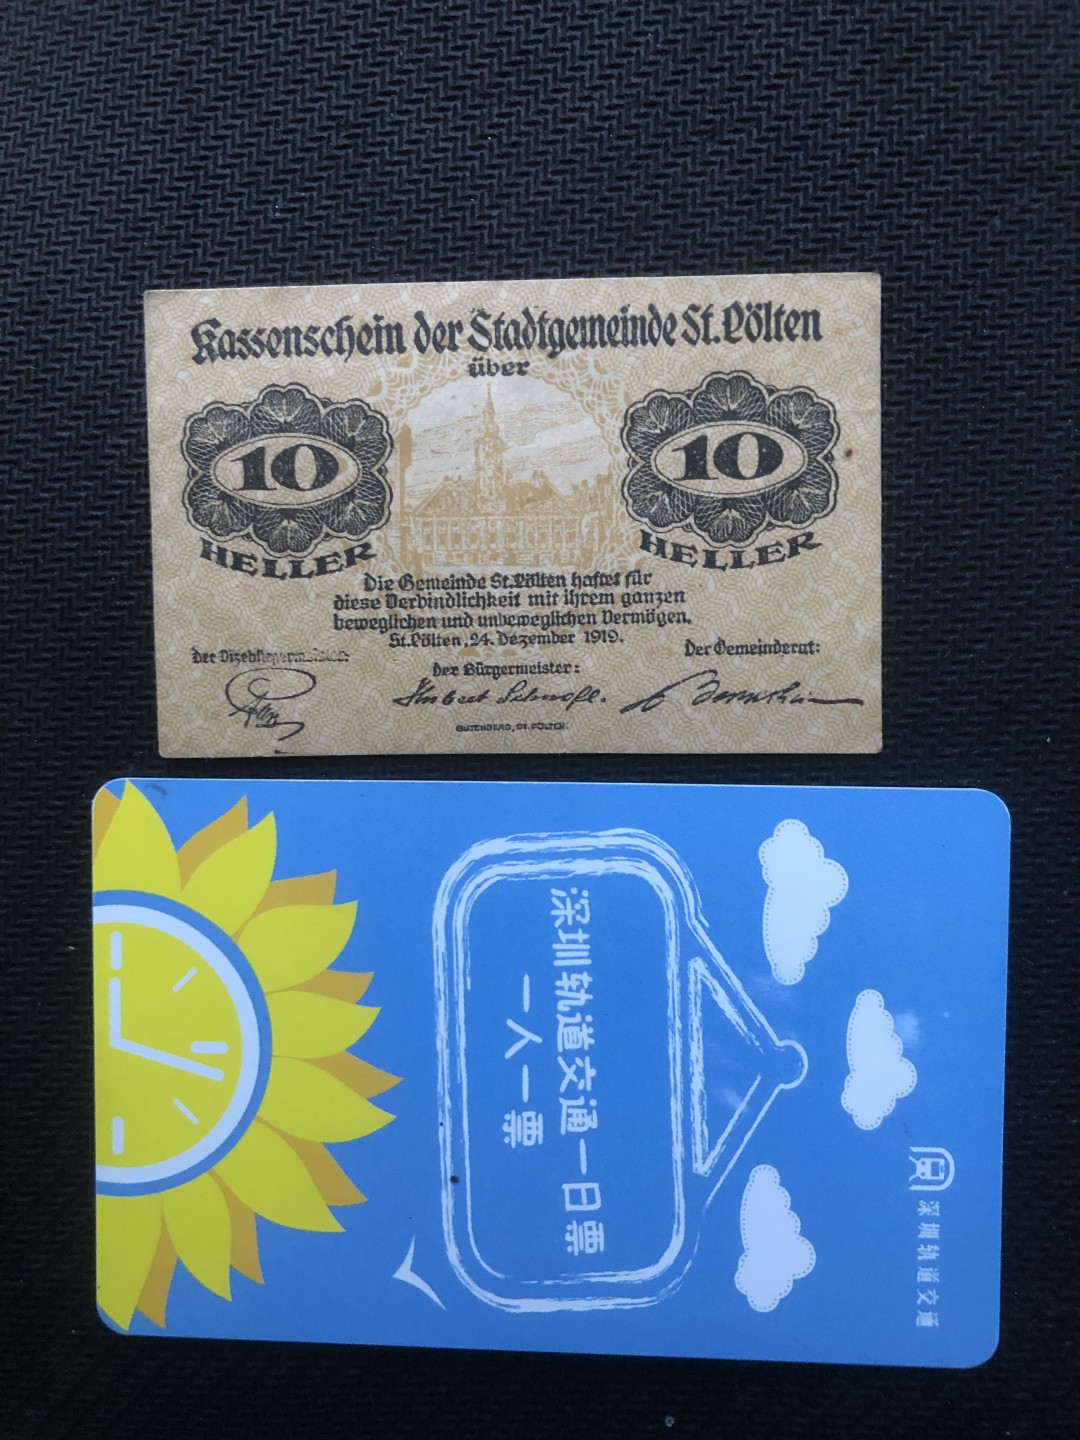 Kassenschein der Stadtgemeinde St. Pölten
über
10
HELLER
10
HELLER
Die Gemeinde St. Pölten haftet für
diese Verbindlichkeit mit ihrem ganzen
beweglichen und unbeweglichen Vermögen.
St. Pölten, 24. Dezember 1919.
Der Vizebürgermeister:
Der Bürgermeister:
Der Gemeinderat:
GUTENBERG, ST. PÖLTEN.
深圳轨道交通
深圳轨道交通一日票
一人一票